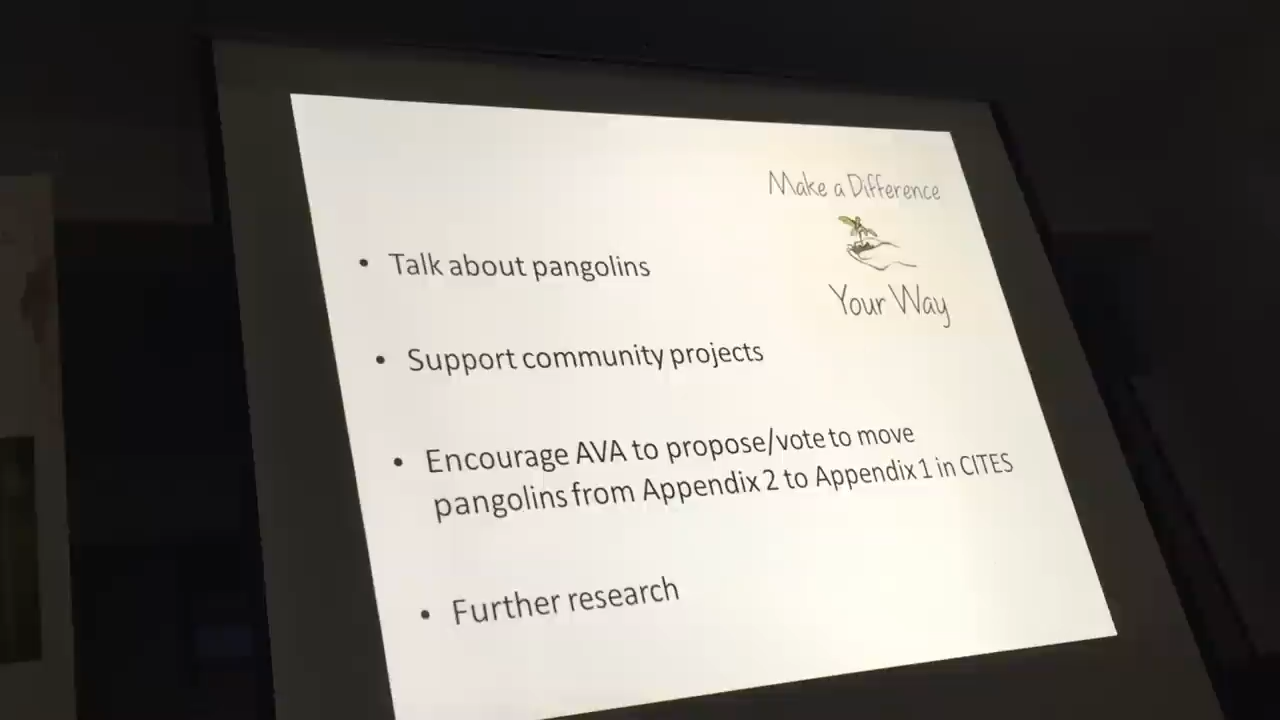 Make a Difference
Your Way
• Talk about pangolins
• Support community projects
• Encourage AVA to propose/vote to move
pangolins from Appendix 2 to Appendix 1 in CITES
• Further research